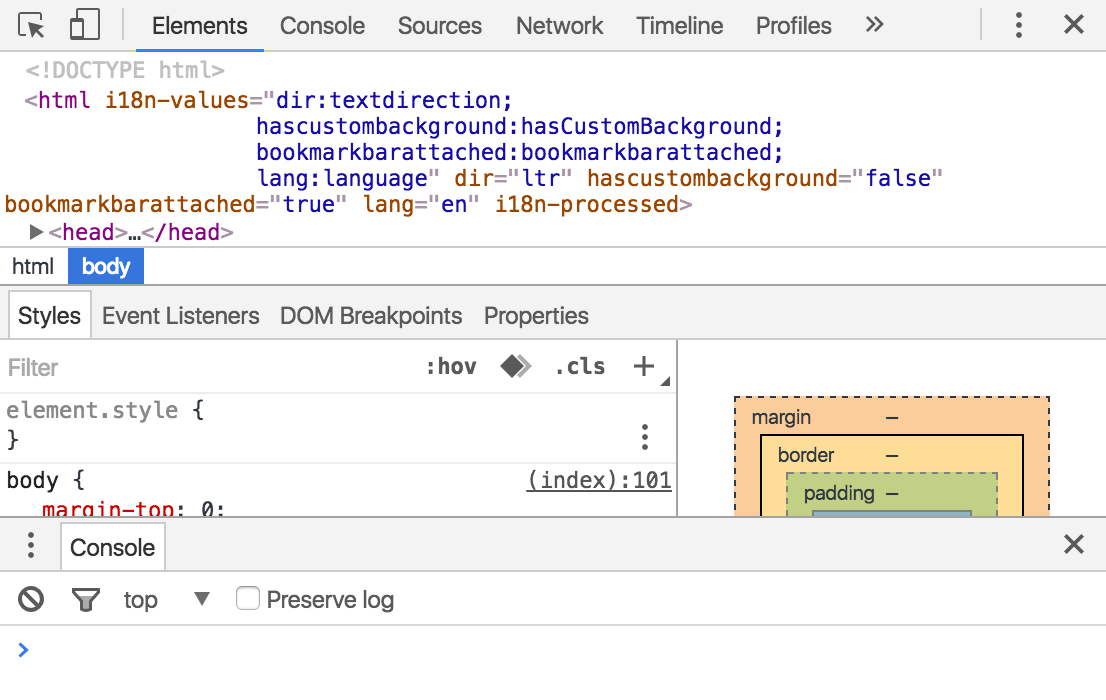 Elements Console Sources Network Timeline Profiles »
<!DOCTYPE html>
<html i18n-values="dir:textdirection;
hascustombackground:hasCustomBackground;
bookmarkbarattached:bookmarkbarattached;
lang:language" dir="ltr" hascustombackground="false"
bookmarkbarattached="true" lang="en" i18n-processed>
▶<head>…</head>
html body
Styles Event Listeners DOM Breakpoints Properties
Filter :hov .cls +
element.style {
}
body { (index):101
margin-top: 0;
margin –
border –
padding –
Console
top ▼ Preserve log
>